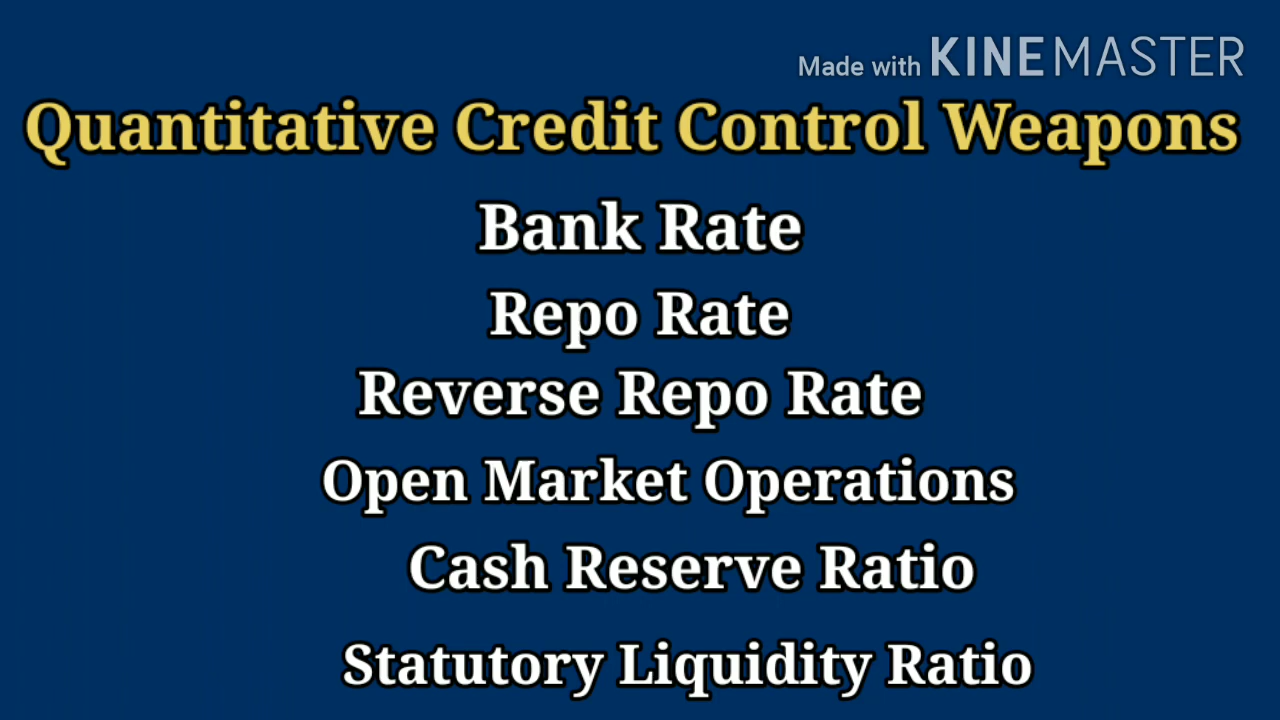 Made with KINEMASTER
Quantitative Credit Control Weapons
Bank Rate
Repo Rate
Reverse Repo Rate
Open Market Operations
Cash Reserve Ratio
Statutory Liquidity Ratio